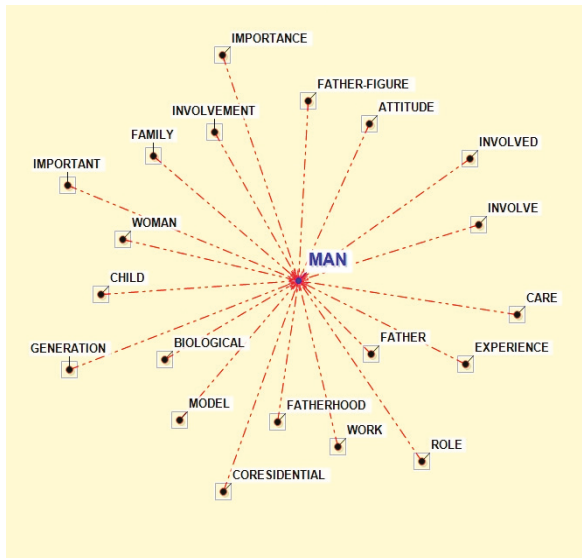 IMPORTANCE
FATHER-FIGURE
INVOLVEMENT
ATTITUDE
FAMILY
INVOLVED
IMPORTANT
WOMAN
INVOLVE
MAN
CHILD
CARE
GENERATION
BIOLOGICAL
FATHER
EXPERIENCE
MODEL
FATHERHOOD
WORK
ROLE
CORESIDENTIAL